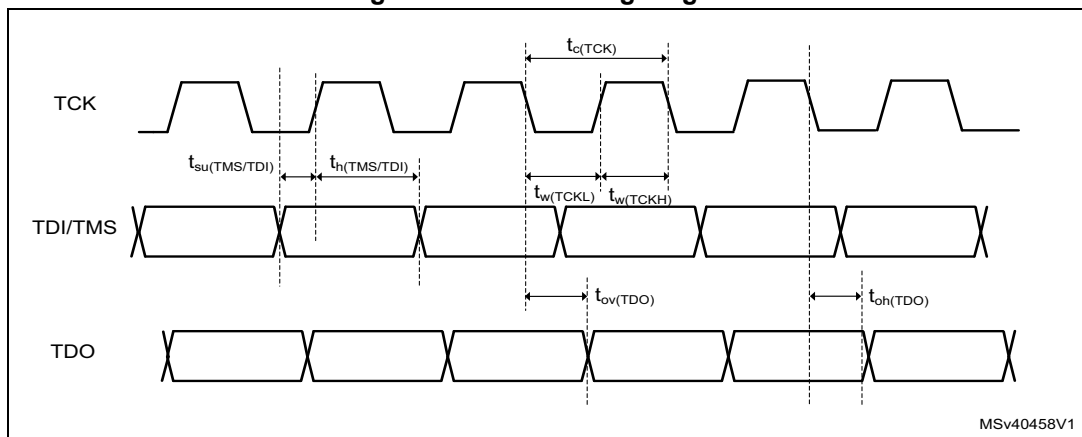 tc(TCK)
TCK
tsu(TMS/TDI)
th(TMS/TDI)
tw(TCKL)
tw(TCKH)
TDI/TMS
tov(TDO)
toh(TDO)
TDO
MSv40458V1